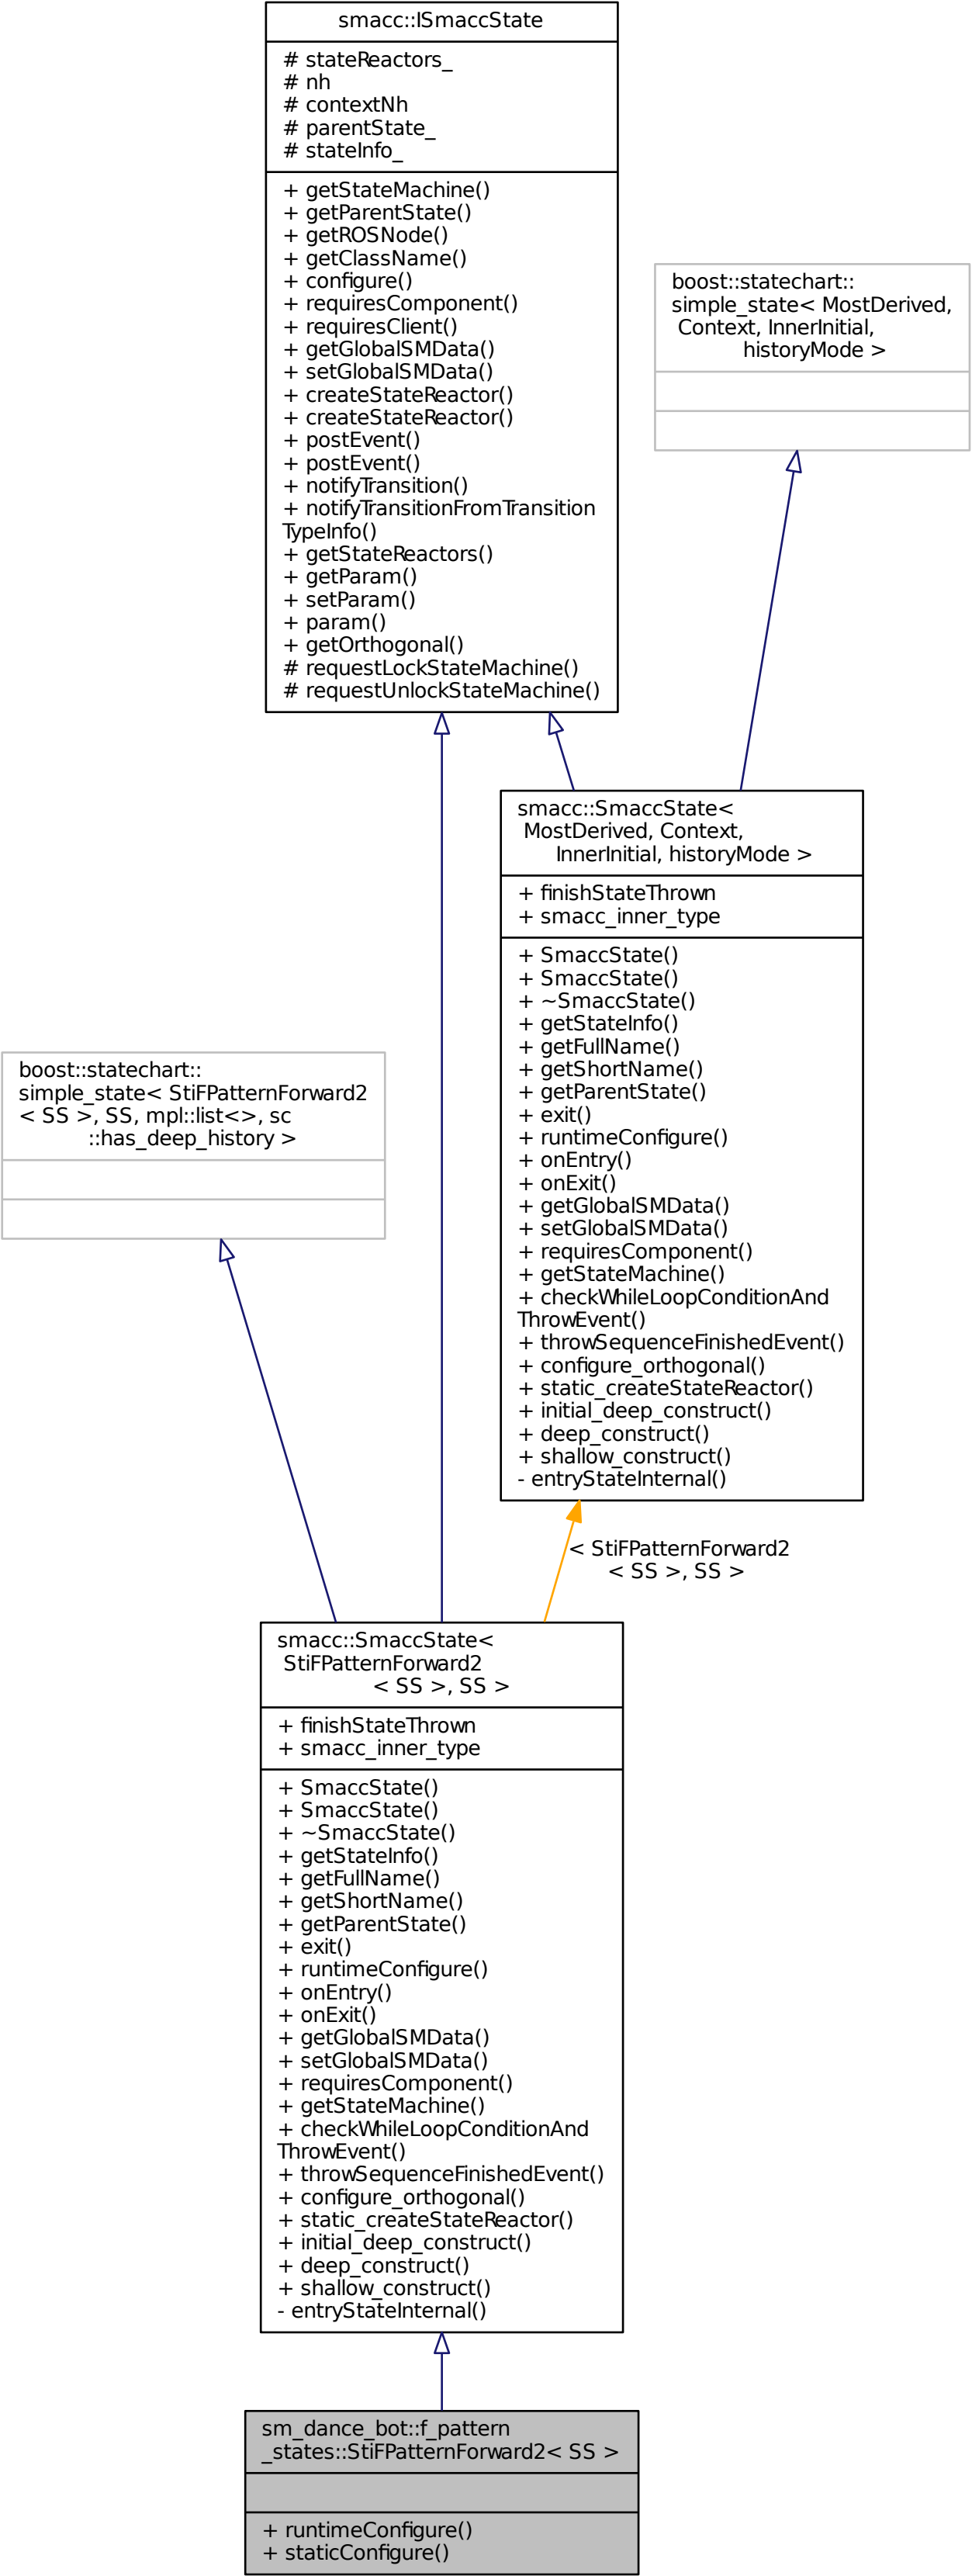 smacc::ISmaccState
# stateReactors_
# nh
# contextNh
# parentState_
# stateInfo_
+ getStateMachine()
+ getParentState()
+ getROSNode()
+ getClassName()
+ configure()
+ requiresComponent()
+ requiresClient()
+ getGlobalSMData()
+ setGlobalSMData()
+ createStateReactor()
+ createStateReactor()
+ postEvent()
+ postEvent()
+ notifyTransition()
+ notifyTransitionFromTransition
TypeInfo()
+ getStateReactors()
+ getParam()
+ setParam()
+ param()
+ getOrthogonal()
# requestLockStateMachine()
# requestUnlockStateMachine()
boost::statechart::
simple_state< MostDerived,
Context, InnerInitial,
historyMode >
smacc::SmaccState<
MostDerived, Context,
InnerInitial, historyMode >
+ finishStateThrown
+ smacc_inner_type
+ SmaccState()
+ SmaccState()
+ ~SmaccState()
+ getStateInfo()
+ getFullName()
+ getShortName()
+ getParentState()
+ exit()
+ runtimeConfigure()
+ onEntry()
+ onExit()
+ getGlobalSMData()
+ setGlobalSMData()
+ requiresComponent()
+ getStateMachine()
+ checkWhileLoopConditionAnd
ThrowEvent()
+ throwSequenceFinishedEvent()
+ configure_orthogonal()
+ static_createStateReactor()
+ initial_deep_construct()
+ deep_construct()
+ shallow_construct()
- entryStateInternal()
boost::statechart::
simple_state< StiFPatternForward2
< SS >, SS, mpl::list<>, sc
::has_deep_history >
< StiFPatternForward2
< SS >, SS >
smacc::SmaccState<
StiFPatternForward2
< SS >, SS >
+ finishStateThrown
+ smacc_inner_type
+ SmaccState()
+ SmaccState()
+ ~SmaccState()
+ getStateInfo()
+ getFullName()
+ getShortName()
+ getParentState()
+ exit()
+ runtimeConfigure()
+ onEntry()
+ onExit()
+ getGlobalSMData()
+ setGlobalSMData()
+ requiresComponent()
+ getStateMachine()
+ checkWhileLoopConditionAnd
ThrowEvent()
+ throwSequenceFinishedEvent()
+ configure_orthogonal()
+ static_createStateReactor()
+ initial_deep_construct()
+ deep_construct()
+ shallow_construct()
- entryStateInternal()
sm_dance_bot::f_pattern
_states::StiFPatternForward2< SS >
+ runtimeConfigure()
+ staticConfigure()